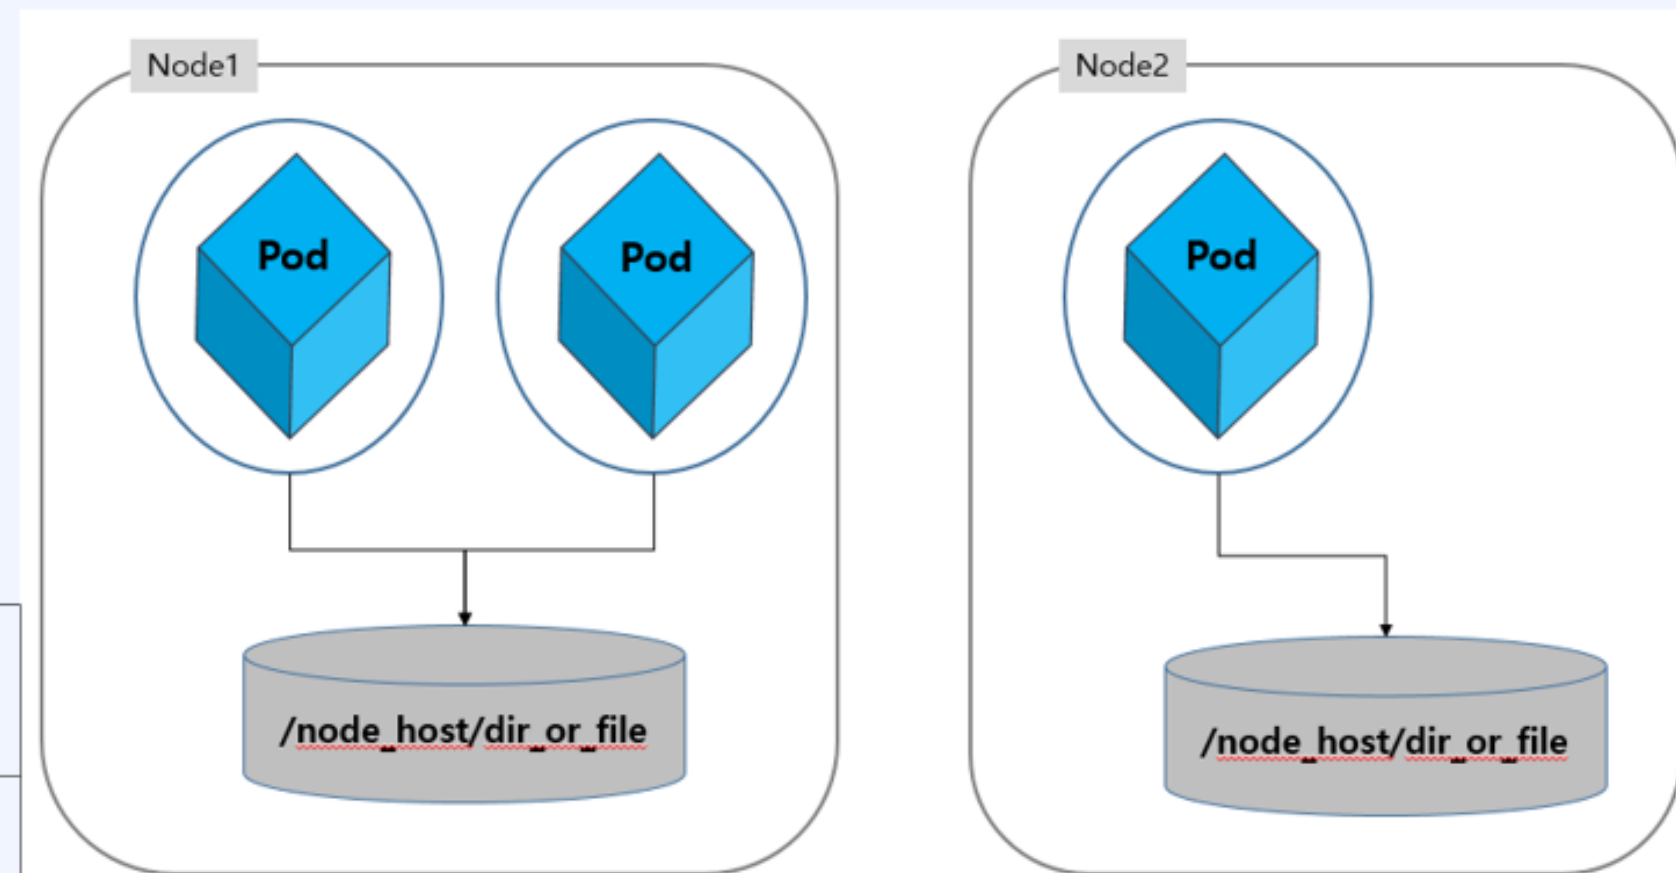 Node1
Node2
Pod
Pod
Pod
/node_host/dir_or_file
/node_host/dir_or_file